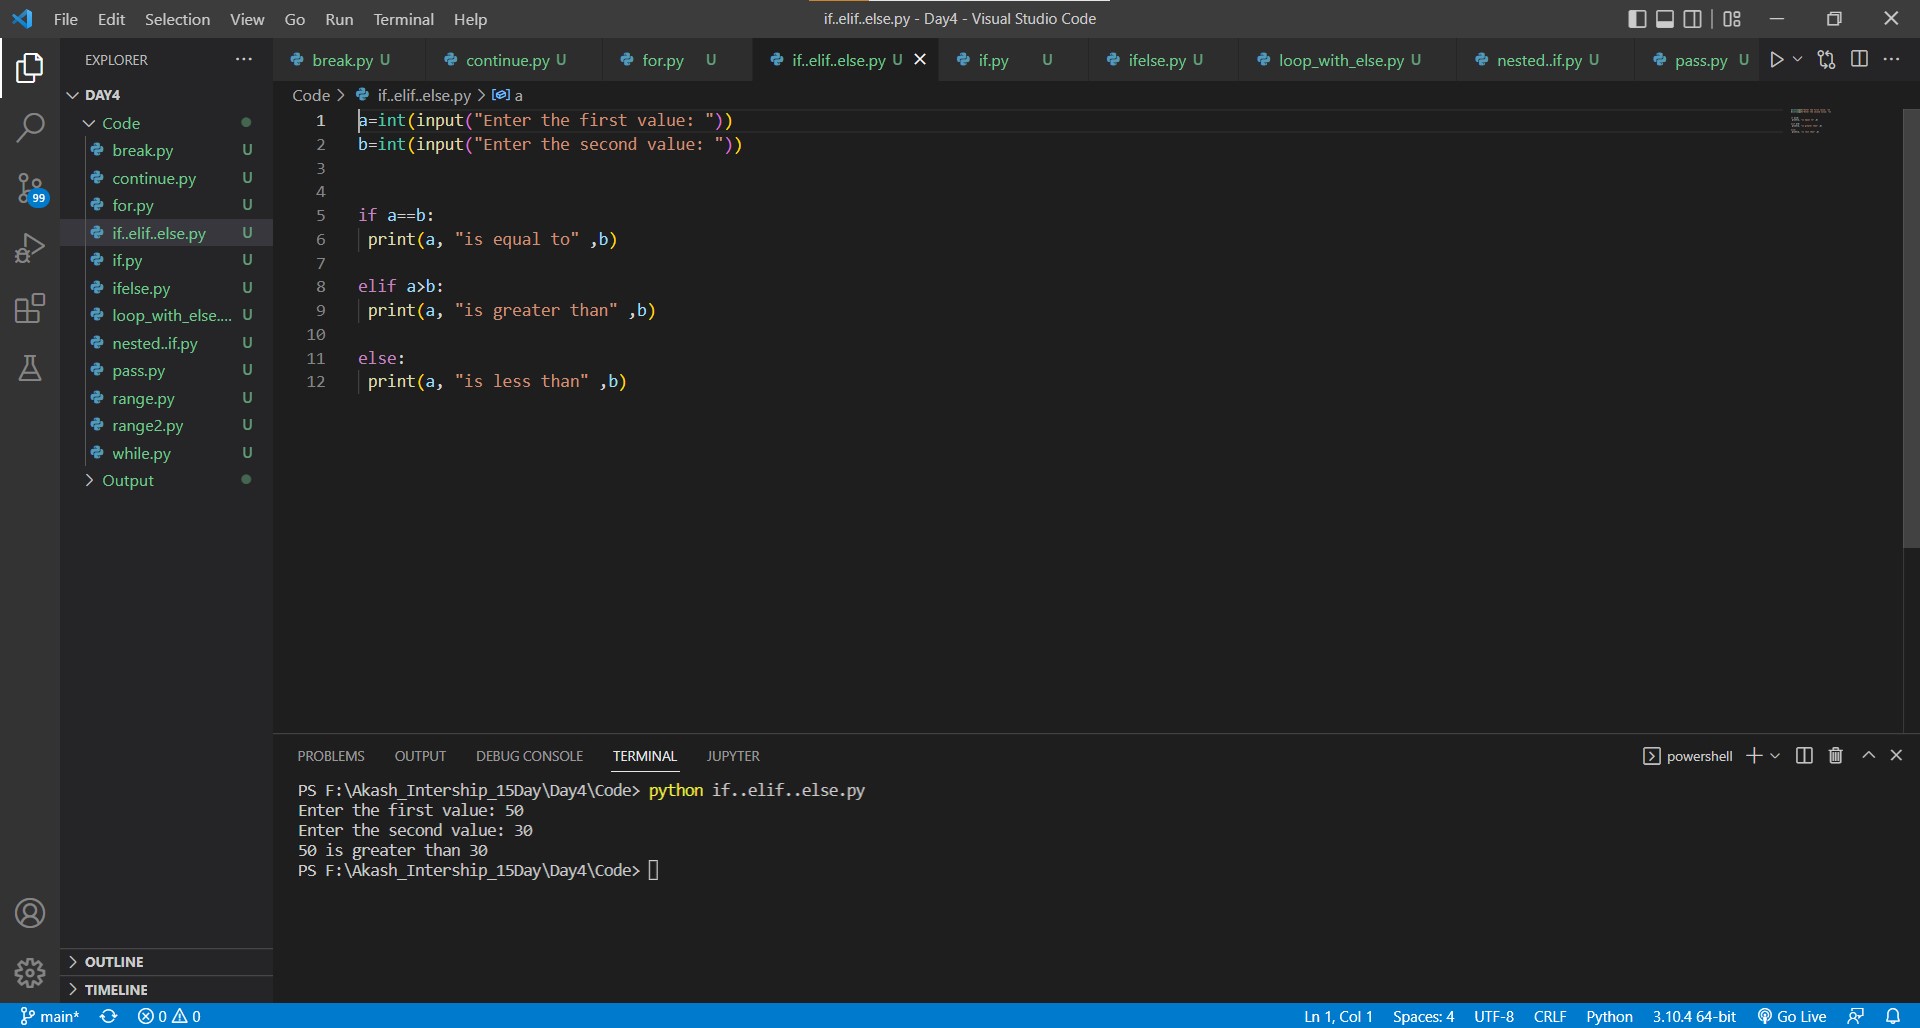 File Edit Selection View Go Run Terminal Help
if..elif..else.py - Day4 - Visual Studio Code
EXPLORER
break.py U continue.py U for.py U if..elif..else.py U if.py U ifelse.py U loop_with_else.py U nested..if.py U pass.py U
DAY4
Code
break.py U
continue.py U
99
for.py U
if..elif..else.py U
if.py U
ifelse.py U
loop_with_else.... U
nested..if.py U
pass.py U
range.py U
range2.py U
while.py U
Output
OUTLINE
TIMELINE
Code > if..elif..else.py > a
1 a=int(input("Enter the first value: "))
2 b=int(input("Enter the second value: "))
3
4
5 if a==b:
6 print(a, "is equal to" ,b)
7
8 elif a>b:
9 print(a, "is greater than" ,b)
10
11 else:
12 print(a, "is less than" ,b)
PROBLEMS OUTPUT DEBUG CONSOLE TERMINAL JUPYTER
powershell
PS F:\Akash_Intership_15Day\Day4\Code> python if..elif..else.py
Enter the first value: 50
Enter the second value: 30
50 is greater than 30
PS F:\Akash_Intership_15Day\Day4\Code>
main* 0 0
Ln 1, Col 1 Spaces: 4 UTF-8 CRLF Python 3.10.4 64-bit Go Live